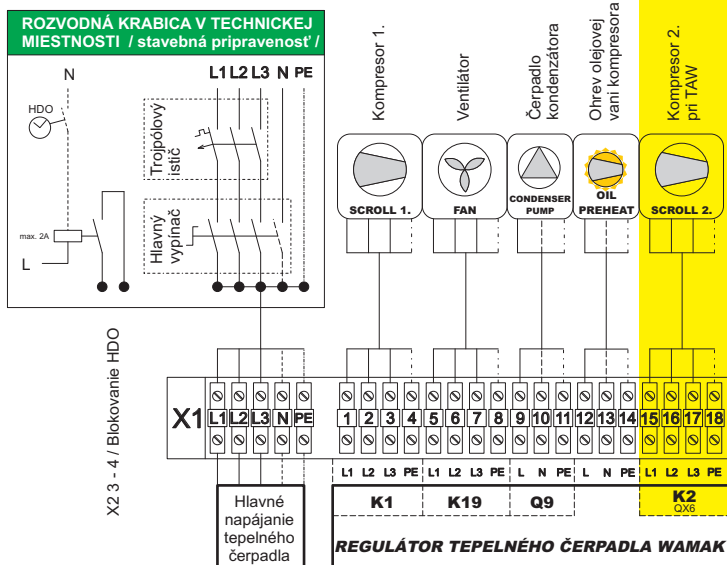 ROZVODNÁ KRABICA V TECHNICKEJ
MIESTNOSTI / stavebná pripravenosť /
N
L1 L2 L3 N PE
HDO
Trojpólový
istič
Hlavný
vypínač
max. 2A
L
X2 3 - 4 / Blokovanie HDO
Kompresor 1.
Ventilátor
Čerpadlo
kondenzátora
Ohrev olejovej
vani kompresora
Kompresor 2.
pri TAW
SCROLL 1.
FAN
CONDENSER
PUMP
OIL
PREHEAT
SCROLL 2.
X1 L1 L2 L3 N PE 1 2 3 4 5 6 7 8 9 10 11 12 13 14 15 16 17 18
L1 L2 L3 PE L1 L2 L3 PE L N PE L N PE L1 L2 L3 PE
K1 K19 Q9 K2
QX6
Hlavné
napájanie
tepelného
čerpadla
REGULÁTOR TEPELNÉHO ČERPADLA WAMAK